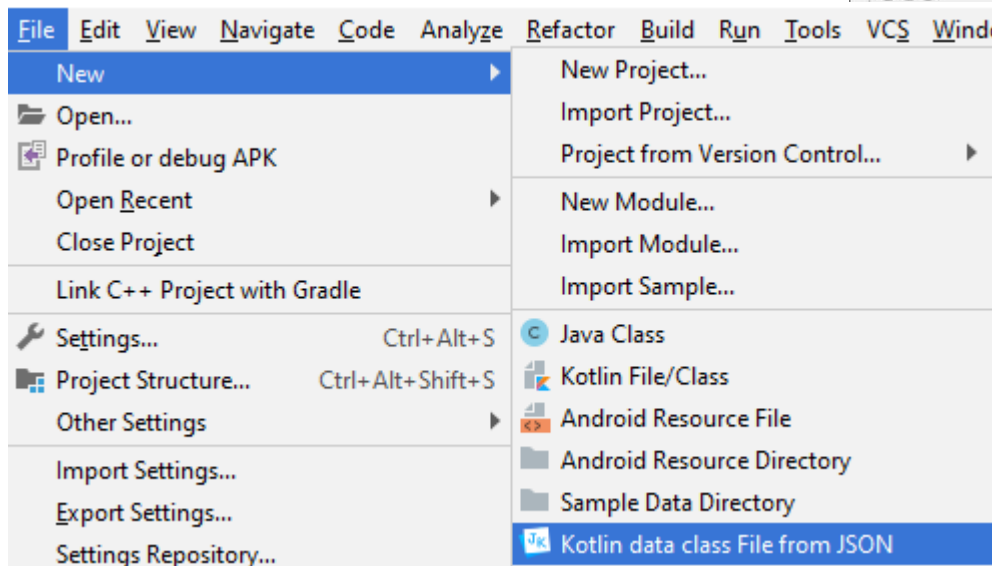 File Edit View Navigate Code Analyze Refactor Build Run Tools VCS Windo
New
Open...
Profile or debug APK
Open Recent
Close Project
Link C++ Project with Gradle
Settings... Ctrl+Alt+S
Project Structure... Ctrl+Alt+Shift+S
Other Settings
Import Settings...
Export Settings...
Settings Repository...
New Project...
Import Project...
Project from Version Control...
New Module...
Import Module...
Import Sample...
C Java Class
Kotlin File/Class
Android Resource File
Android Resource Directory
Sample Data Directory
JK Kotlin data class File from JSON